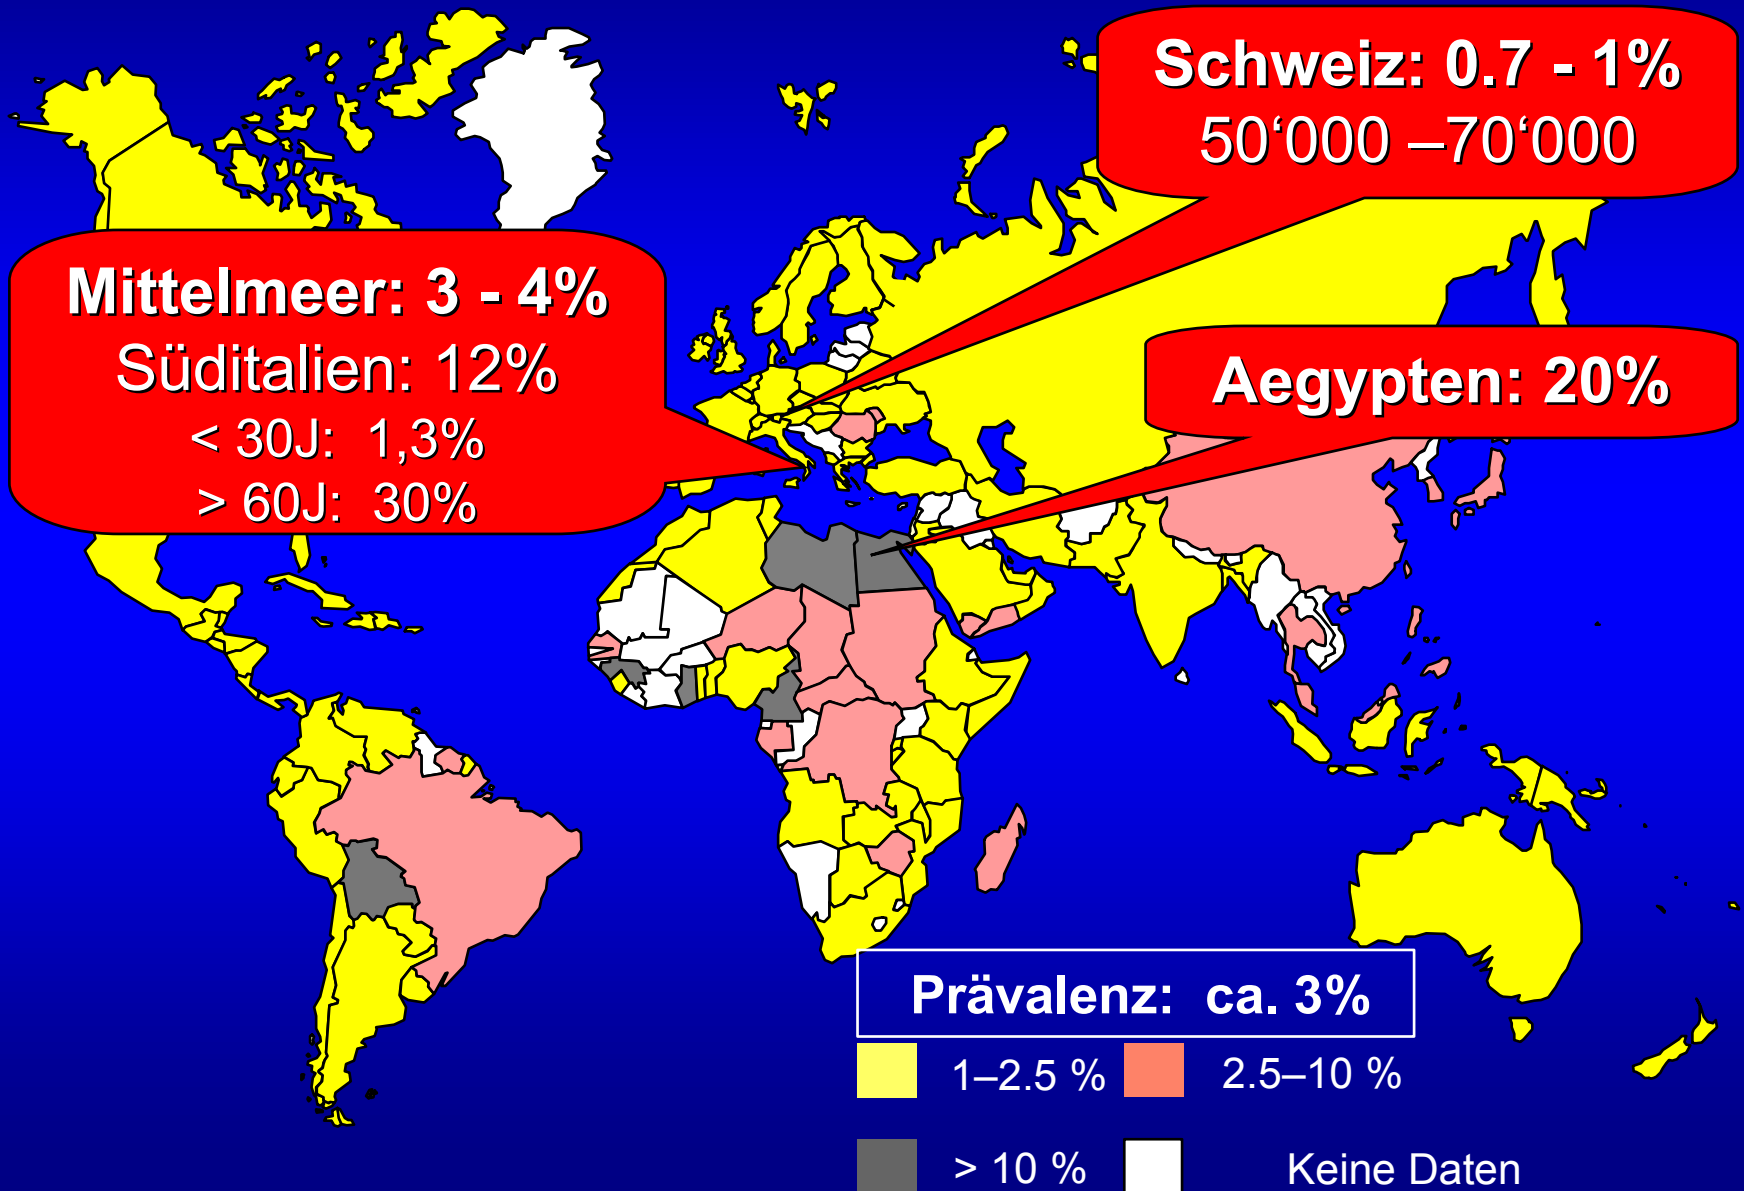 Schweiz: 0.7 - 1%
50‘000 –70‘000
Mittelmeer: 3 - 4%
Süditalien: 12%
< 30J: 1,3%
> 60J: 30%
Aegypten: 20%
Prävalenz: ca. 3%
1–2.5 %
2.5–10 %
> 10 %
Keine Daten